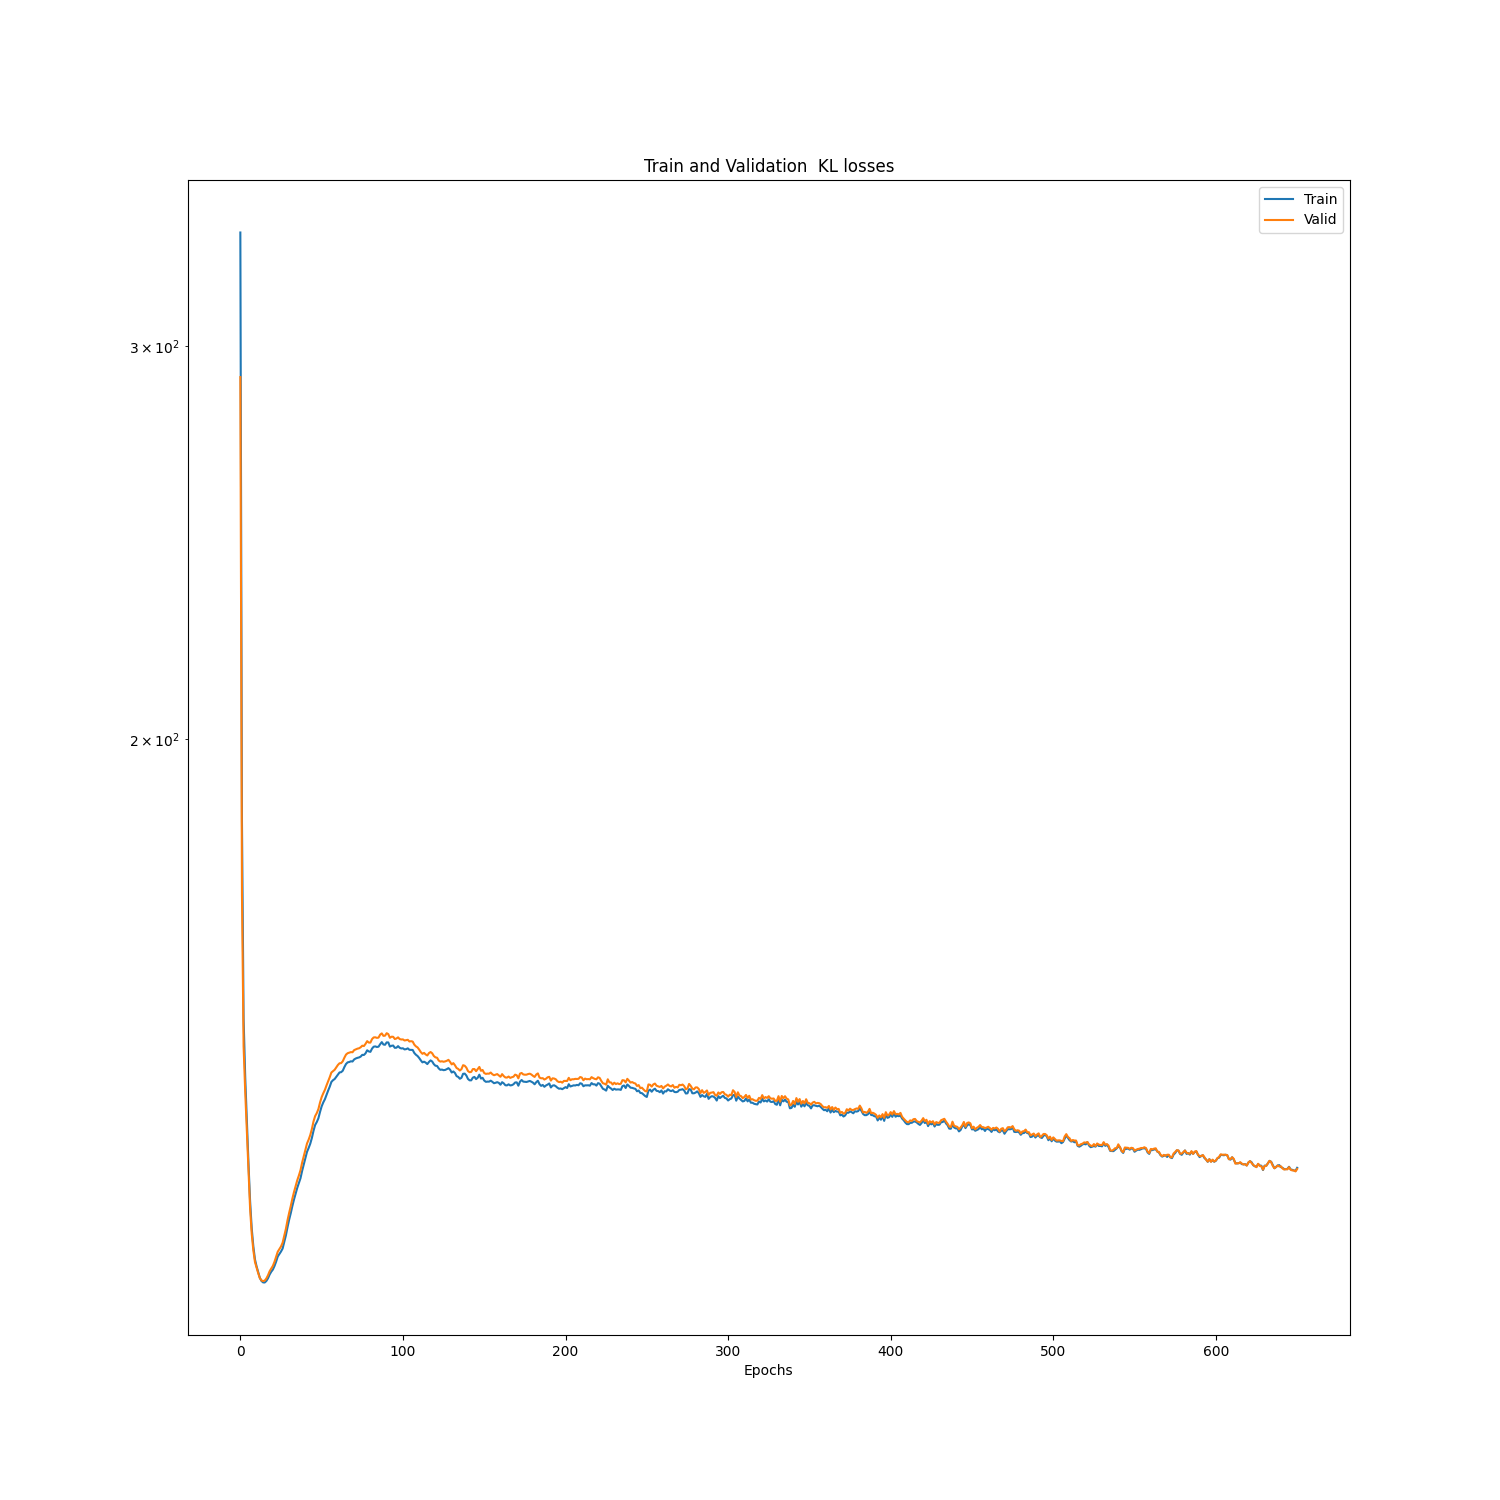 Train and Validation  KL losses
Train
Valid
3 × 10²
2 × 10²
0 100 200 300 400 500 600
Epochs